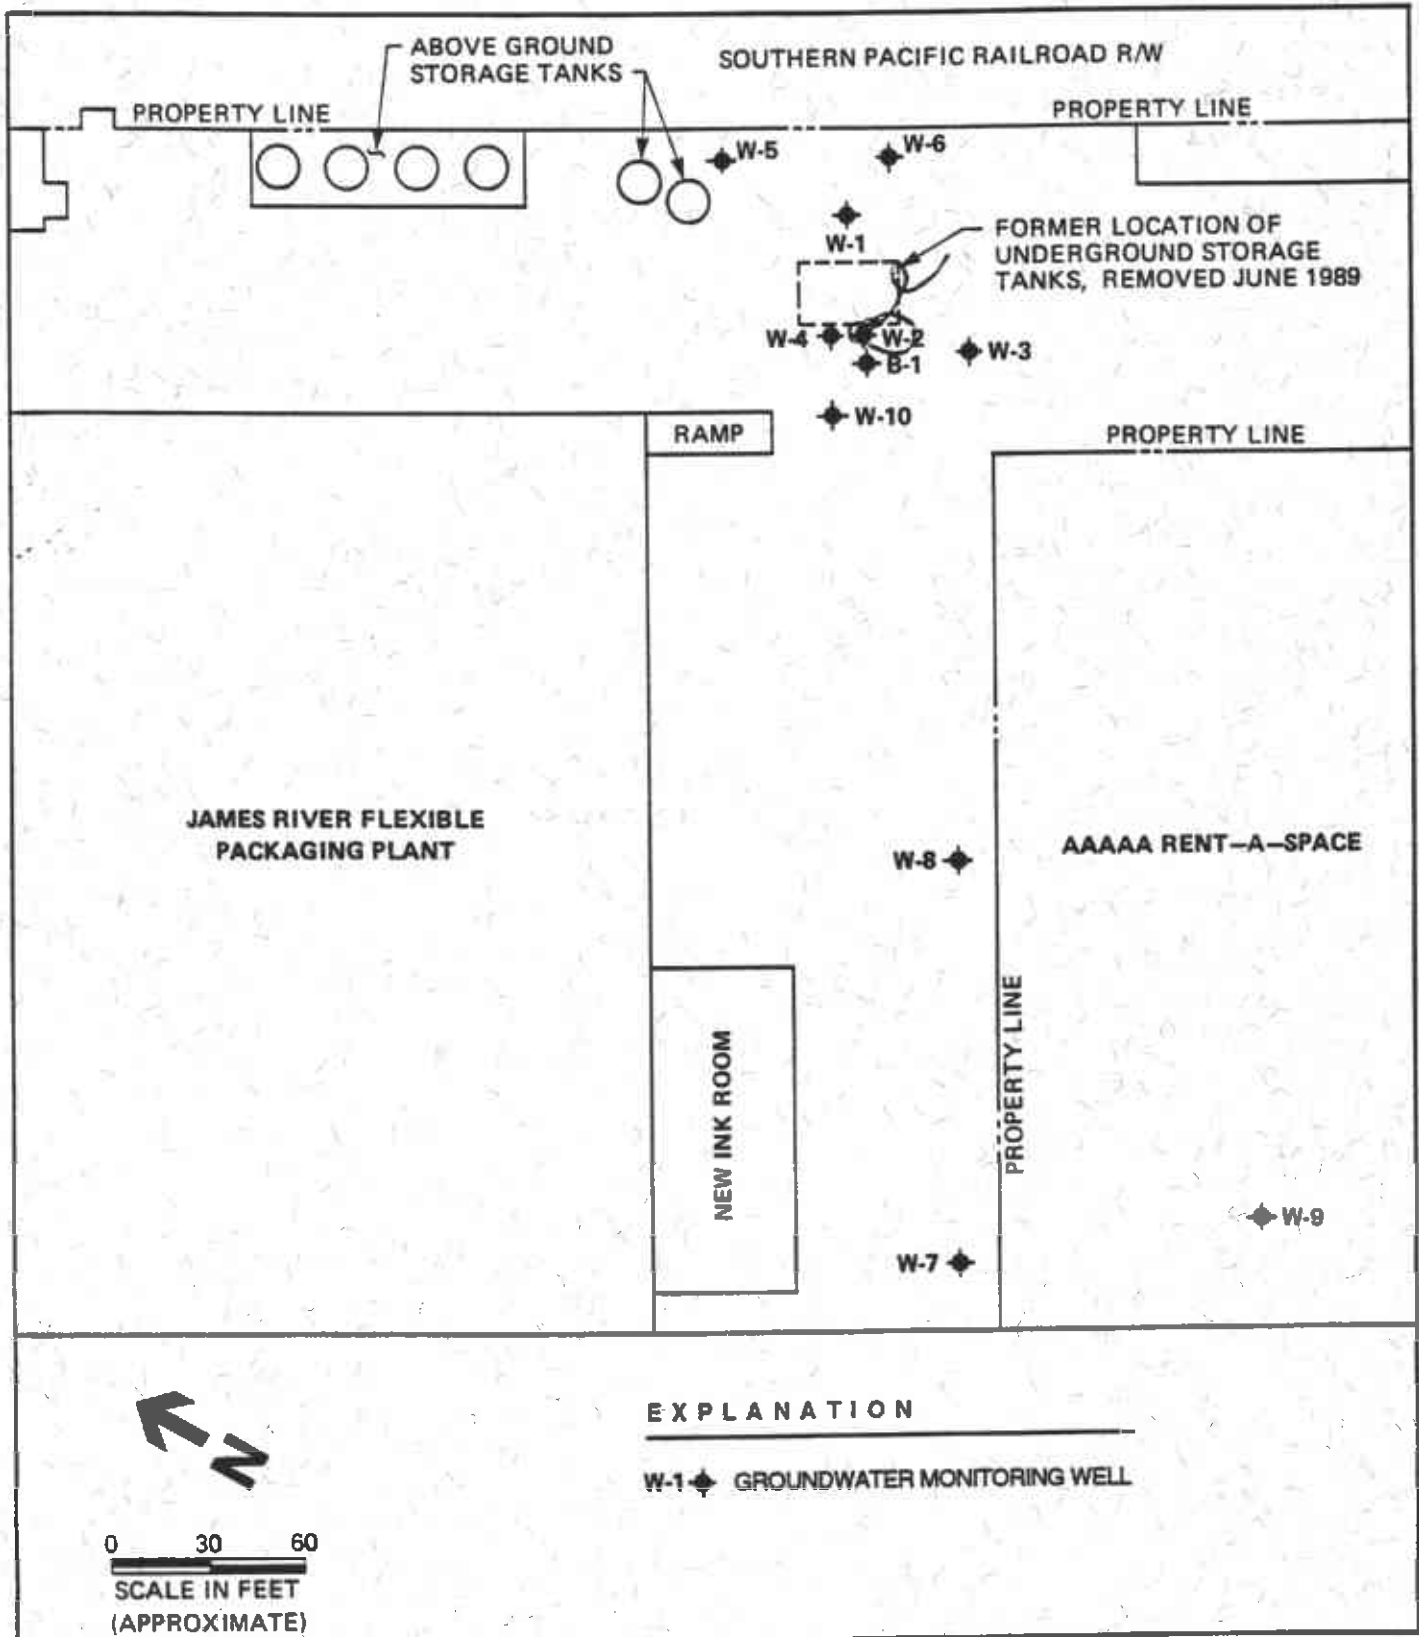 ABOVE GROUND
STORAGE TANKS
SOUTHERN PACIFIC RAILROAD R/W
PROPERTY LINE
PROPERTY LINE
W-5
W-6
W-1
FORMER LOCATION OF
UNDERGROUND STORAGE
TANKS, REMOVED JUNE 1989
W-4
W-2
W-3
B-1
W-10
RAMP
PROPERTY LINE
JAMES RIVER FLEXIBLE
PACKAGING PLANT
W-8
AAAAA RENT-A-SPACE
PROPERTY LINE
NEW INK ROOM
W-9
W-7
N
EXPLANATION
W-1 GROUNDWATER MONITORING WELL
0 30 60
SCALE IN FEET
(APPROXIMATE)